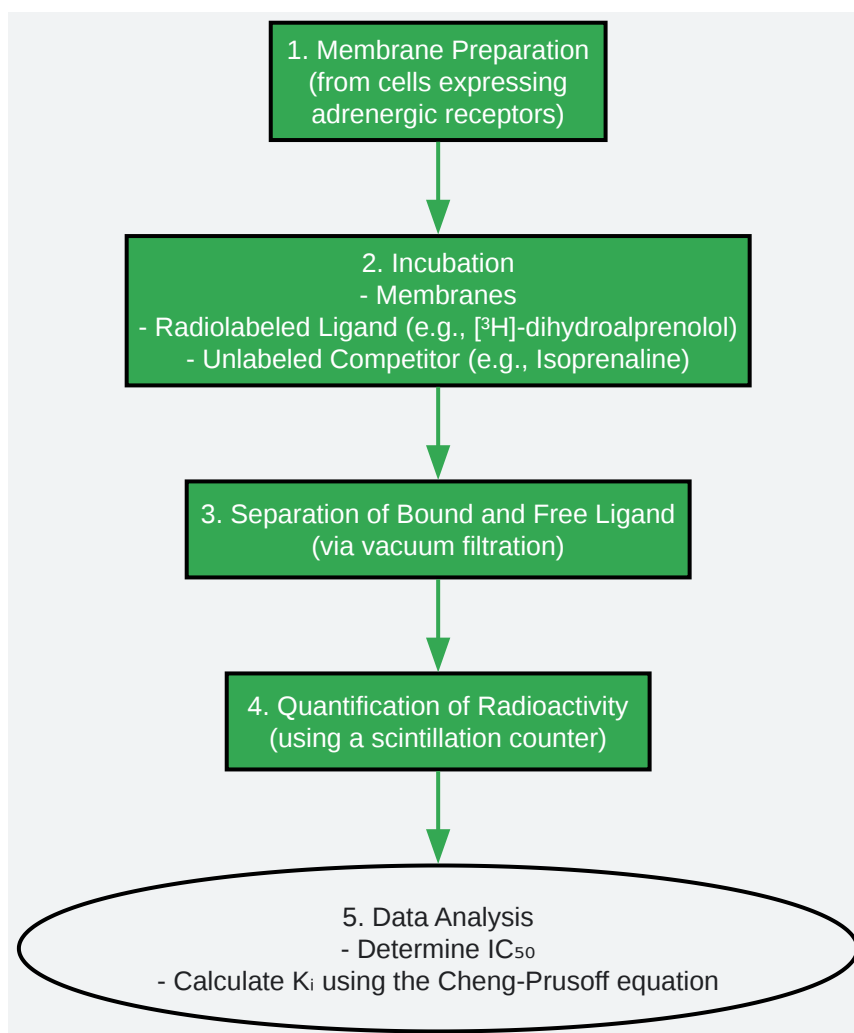 1. Membrane Preparation
(from cells expressing
adrenergic receptors)
2. Incubation
- Membranes
- Radiolabeled Ligand (e.g., [³H]-dihydroalprenolol)
- Unlabeled Competitor (e.g., Isoprenaline)
3. Separation of Bound and Free Ligand
(via vacuum filtration)
4. Quantification of Radioactivity
(using a scintillation counter)
5. Data Analysis
- Determine IC₅₀
- Calculate Kᵢ using the Cheng-Prusoff equation